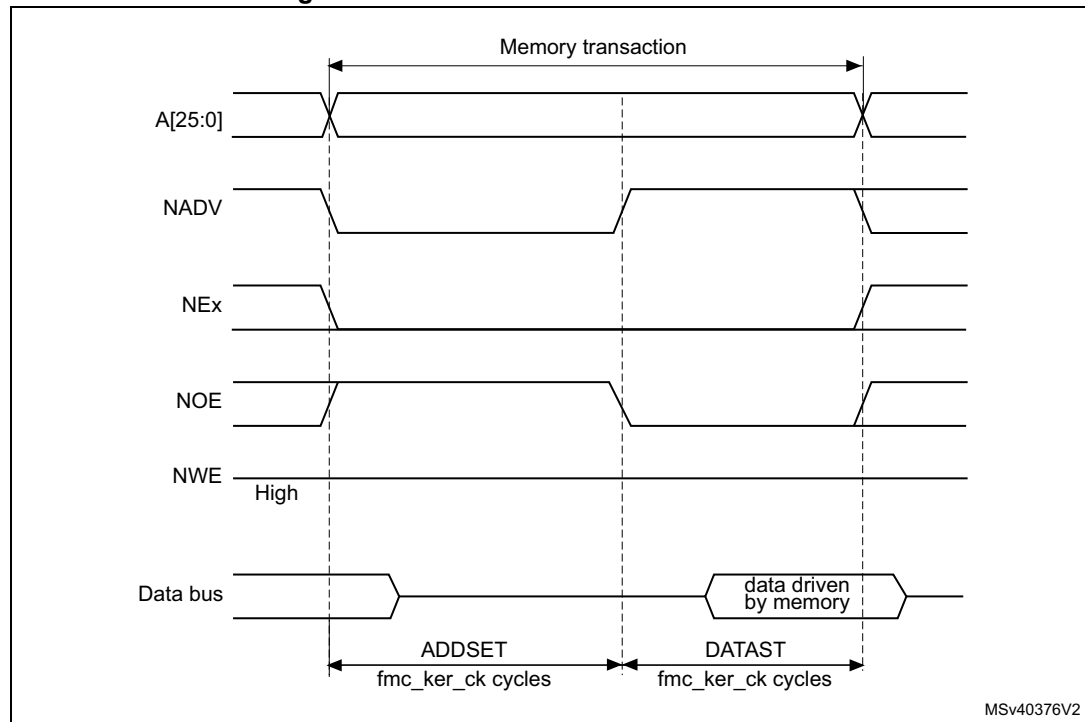 Memory transaction
A[25:0]
NADV
NEx
NOE
NWE
High
Data bus
data driven
by memory
ADDSET
DATAST
fmc_ker_ck cycles
fmc_ker_ck cycles
MSv40376V2